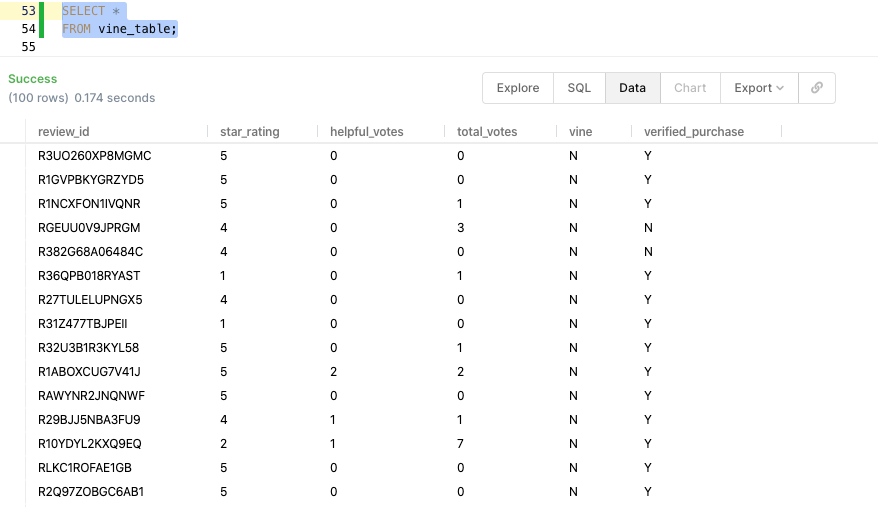 53 SELECT *
54 FROM vine_table;
55
Success
(100 rows) 0.174 seconds
Explore SQL Data Chart Export
review_id star_rating helpful_votes total_votes vine verified_purchase
R3UO260XP8MGMC 5 0 0 N Y
R1GVPBKYGRZYD5 5 0 0 N Y
R1NCXFON1IVQNR 5 0 1 N Y
RGEUU0V9JPRGM 4 0 3 N N
R382G68A06484C 4 0 0 N N
R36QPB018RYAST 1 0 1 N Y
R27TULELUPNGX5 4 0 0 N Y
R31Z477TBJPEII 1 0 0 N Y
R32U3B1R3KYL58 5 0 1 N Y
R1ABOXCUG7V41J 5 2 2 N Y
RAWYNR2JNQNWF 5 0 0 N Y
R29BJJ5NBA3FU9 4 1 1 N Y
R10YDYL2KXQ9EQ 2 1 7 N Y
RLKC1ROFAE1GB 5 0 0 N Y
R2Q97ZOBGC6AB1 5 0 0 N Y